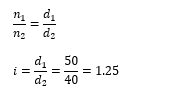 n₁/n₂ = d₁/d₂
i = d₁/d₂ = 50/40 = 1.25